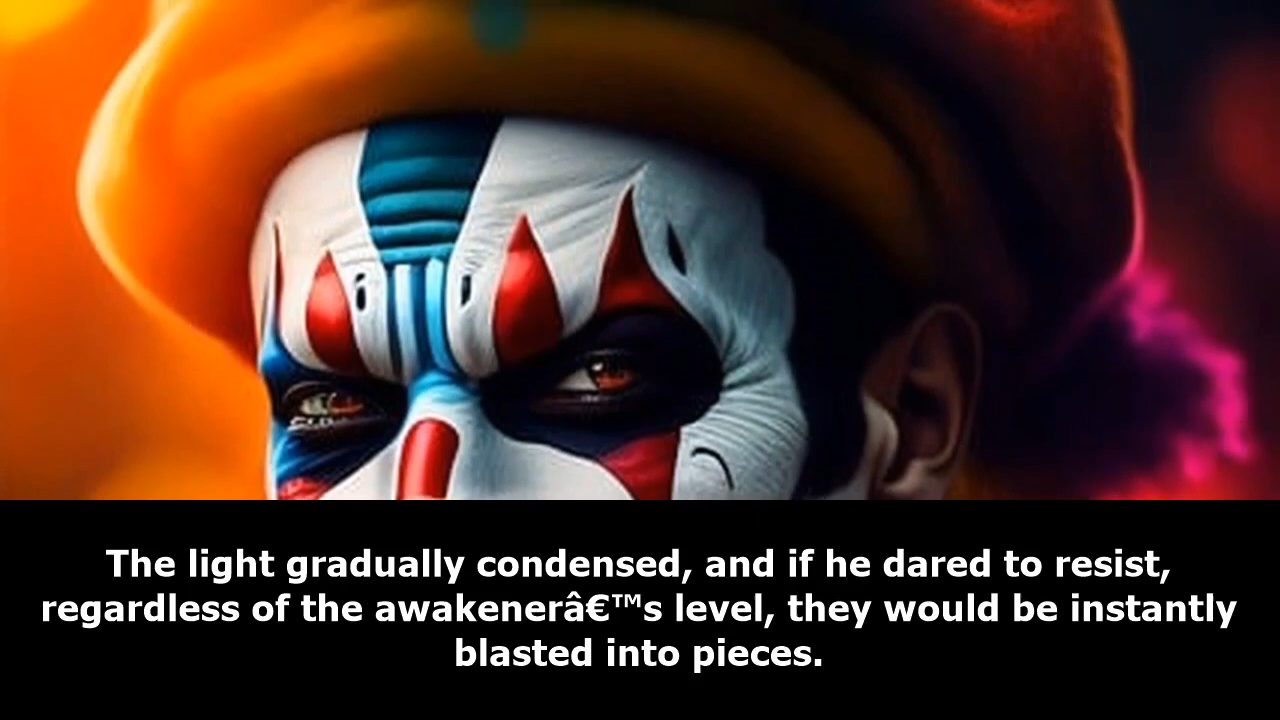 The light gradually condensed, and if he dared to resist,
regardless of the awakenerâ€™s level, they would be instantly
blasted into pieces.